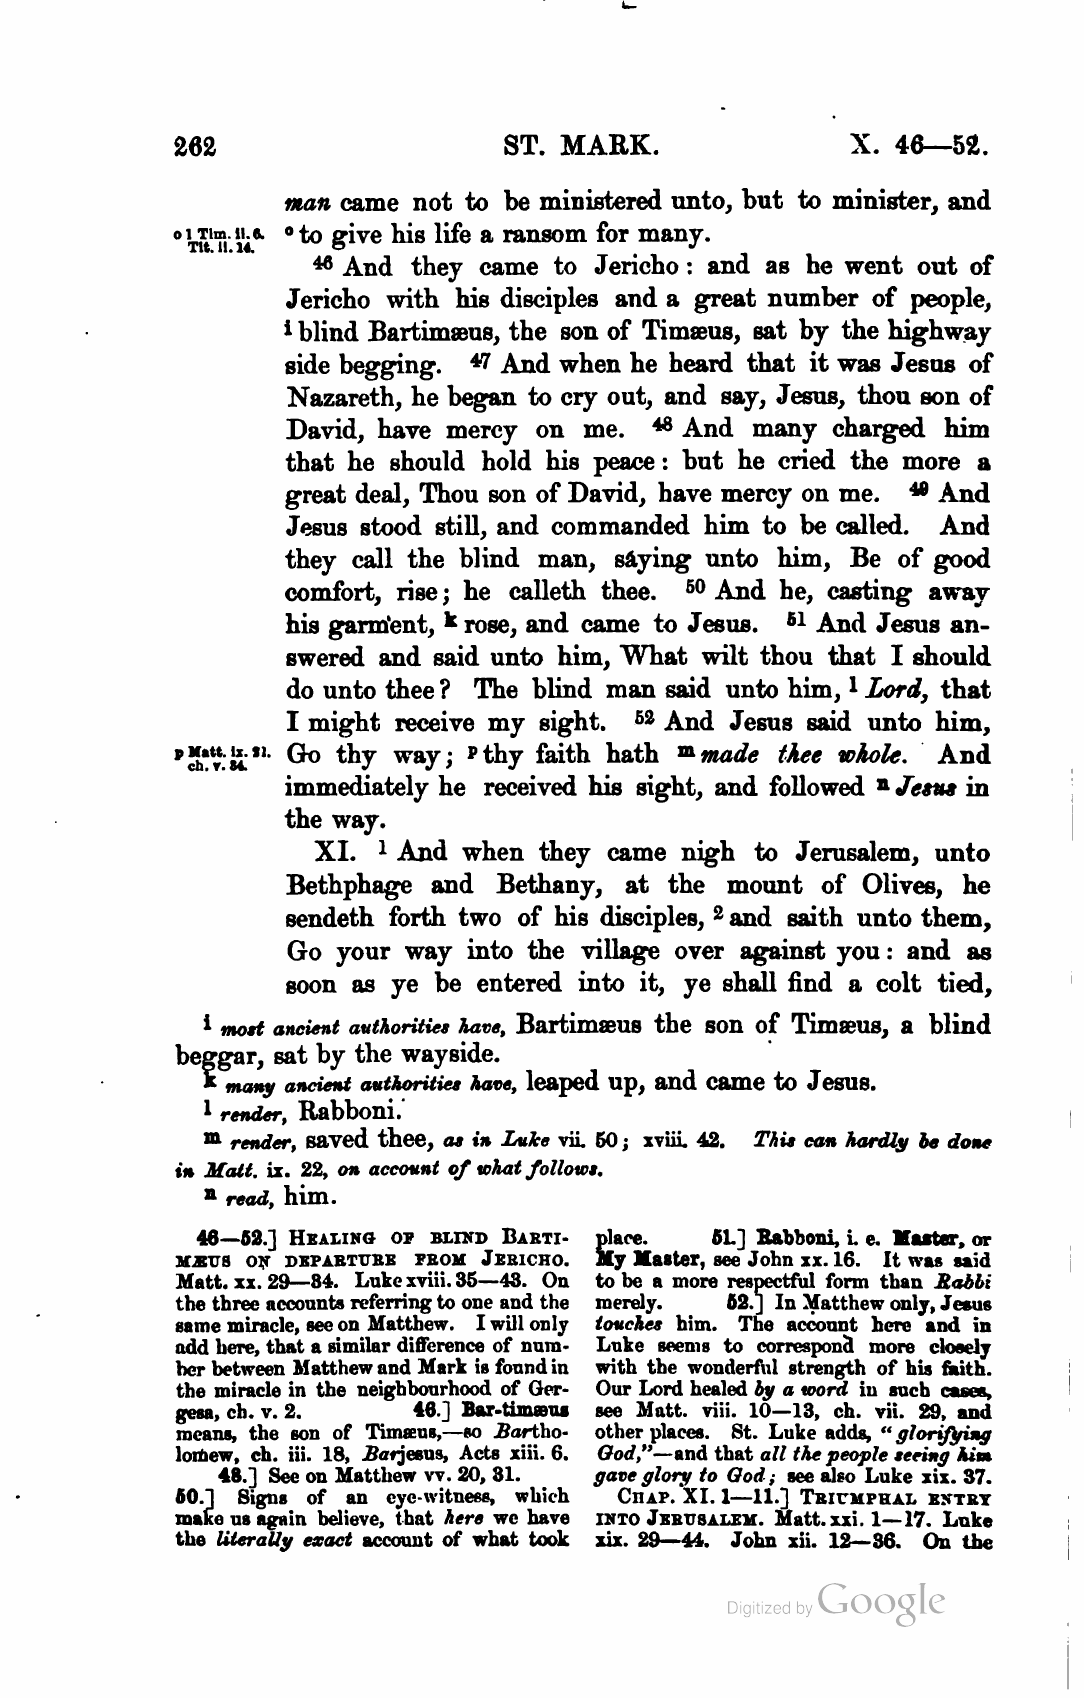 262 ST. MARK. X. 46—52.
man came not to be ministered unto, but to minister, and
o 1 Tim. ii. 6. Tit. ii. 14. o to give his life a ransom for many.
46 And they came to Jericho : and as he went out of
Jericho with his disciples and a great number of people,
i blind Bartimæus, the son of Timæus, sat by the highway
side begging. 47 And when he heard that it was Jesus of
Nazareth, he began to cry out, and say, Jesus, thou son of
David, have mercy on me. 48 And many charged him
that he should hold his peace : but he cried the more a
great deal, Thou son of David, have mercy on me. 49 And
Jesus stood still, and commanded him to be called. And
they call the blind man, saying unto him, Be of good
comfort, rise; he calleth thee. 50 And he, casting away
his garment, k rose, and came to Jesus. 51 And Jesus an-
swered and said unto him, What wilt thou that I should
do unto thee? The blind man said unto him, l Lord, that
I might receive my sight. 52 And Jesus said unto him,
p Matt. ix. 21. ch. v. 34. Go thy way; p thy faith hath m made thee whole. And
immediately he received his sight, and followed n Jesus in
the way.
XI. 1 And when they came nigh to Jerusalem, unto
Bethphage and Bethany, at the mount of Olives, he
sendeth forth two of his disciples, 2 and saith unto them,
Go your way into the village over against you : and as
soon as ye be entered into it, ye shall find a colt tied,
i most ancient authorities have, Bartimæus the son of Timæus, a blind
beggar, sat by the wayside.
k many ancient authorities have, leaped up, and came to Jesus.
l render, Rabboni.
m render, saved thee, as in Luke vii. 50; xviii. 42. This can hardly be done
in Matt. ix. 22, on account of what follows.
n read, him.
46—52.] HEALING OF BLIND BARTI-
MÆUS ON DEPARTURE FROM JERICHO.
Matt. xx. 29—34. Luke xviii. 35—43. On
the three accounts referring to one and the
same miracle, see on Matthew. I will only
add here, that a similar difference of num-
ber between Matthew and Mark is found in
the miracle in the neighbourhood of Ger-
gesa, ch. v. 2. 46.] Bar-timæus
means, the son of Timæus,—so Bartho-
lomew, ch. iii. 18, Barjesus, Acts xiii. 6.
48.] See on Matthew vv. 20, 31.
50.] Signs of an eye-witness, which
make us again believe, that here we have
the literally exact account of what took
place. 51.] Rabboni, i. e. Master, or
My Master, see John xx. 16. It was said
to be a more respectful form than Rabbi
merely. 52.] In Matthew only, Jesus
touches him. The account here and in
Luke seems to correspond more closely
with the wonderful strength of his faith.
Our Lord healed by a word in such cases,
see Matt. viii. 10—13, ch. vii. 29, and
other places. St. Luke adds, "glorifying
God,"—and that all the people seeing him
gave glory to God; see also Luke xix. 37.
CHAP. XI. 1—11.] TRIUMPHAL ENTRY
INTO JERUSALEM. Matt. xxi. 1—17. Luke
xix. 29—44. John xii. 12—36. On the
Digitized by Google